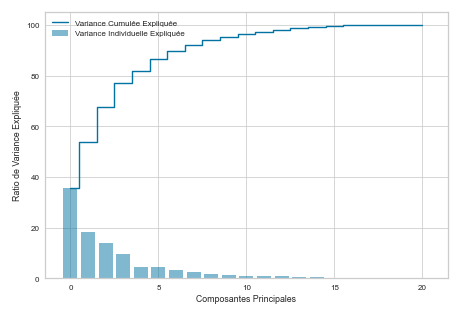 Variance Cumulée Expliquée
Variance Individuelle Expliquée
100
80
60
40
20
0
Ratio de Variance Expliquée
0 5 10 15 20
Composantes Principales